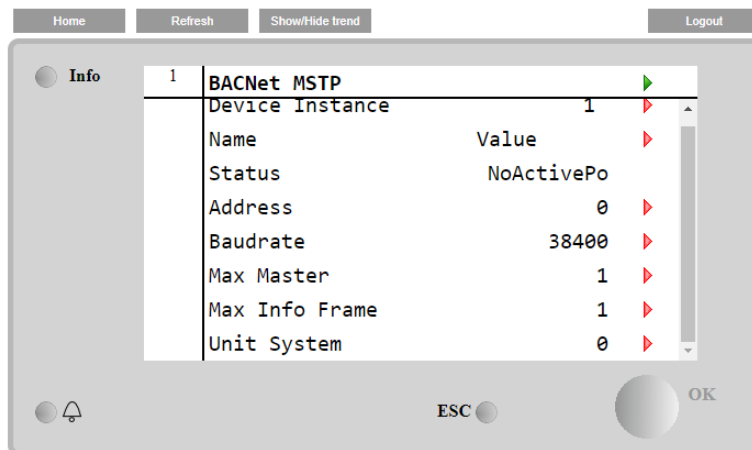 Home Refresh Show/Hide trend Logout
Info 1 BACNet MSTP
Device Instance 1
Name Value
Status NoActivePo
Address 0
Baudrate 38400
Max Master 1
Max Info Frame 1
Unit System 0
ESC OK